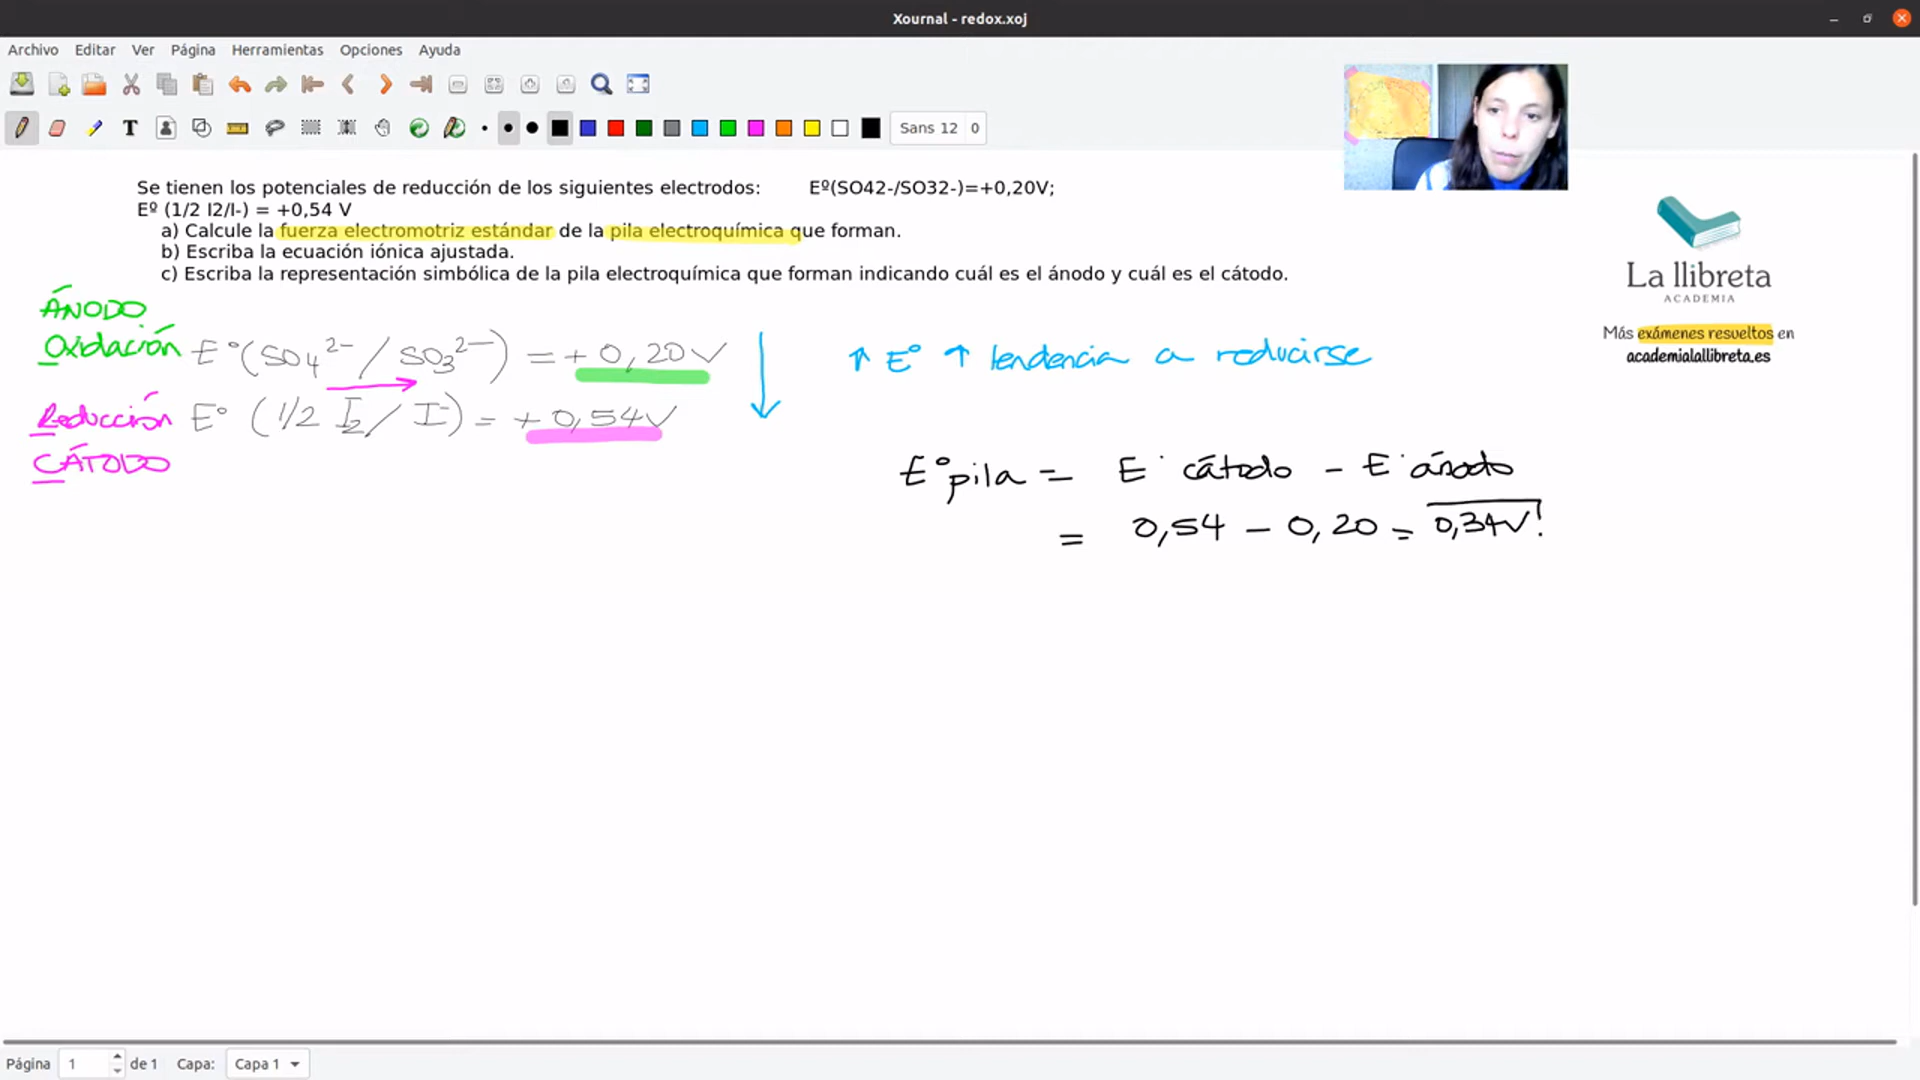 Xournal - redox.xoj
Archivo Editar Ver Página Herramientas Opciones Ayuda
Sans 12 0
Se tienen los potenciales de reducción de los siguientes electrodos: Eº(SO42-/SO32-)=+0,20V;
Eº (1/2 I2/I-) = +0,54 V
a) Calcule la fuerza electromotriz estándar de la pila electroquímica que forman.
b) Escriba la ecuación iónica ajustada.
c) Escriba la representación simbólica de la pila electroquímica que forman indicando cuál es el ánodo y cuál es el cátodo.
La llibreta
ACADEMIA
Más exámenes resueltos en
academialallibreta.es
ÁNODO
Oxidación E°(SO₄²⁻/SO₃²⁻) = +0,20V
↑ E° ↑ tendencia a reducirse
Reducción E° (1/2 I₂/I⁻) = +0,54V
CÁTODO
E°pila = E° cátodo - E° ánodo
= 0,54 - 0,20 = 0,34V
Página 1 de 1 Capa: Capa 1